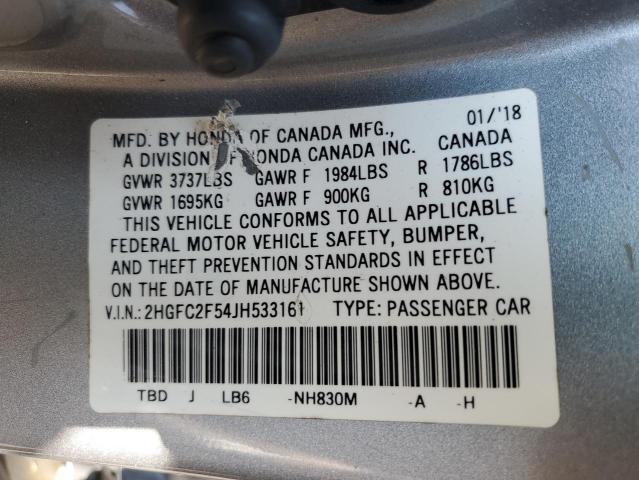 01/'18
MFD. BY HONDA OF CANADA MFG.,
A DIVISION OF HONDA CANADA INC. CANADA
GVWR 3737LBS GAWR F 1984LBS R 1786LBS
GVWR 1695KG GAWR F 900KG R 810KG
THIS VEHICLE CONFORMS TO ALL APPLICABLE
FEDERAL MOTOR VEHICLE SAFETY, BUMPER,
AND THEFT PREVENTION STANDARDS IN EFFECT
ON THE DATE OF MANUFACTURE SHOWN ABOVE.
V.I.N.: 2HGFC2F54JH533161 TYPE: PASSENGER CAR
TBD J LB6 -NH830M -A -H